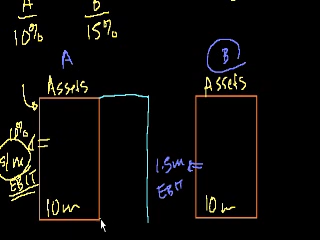 A B
10% 15%
A B
Assets Assets
10%
$1m
EBIT
1.5m
EBIT
10m 10m